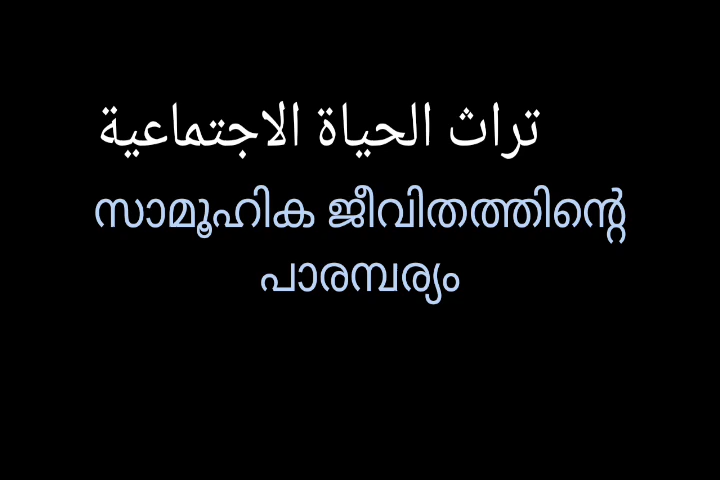 تراث الحياة الاجتماعية
സാമൂഹിക ജീവിതത്തിന്റെ
പാരമ്പര്യം